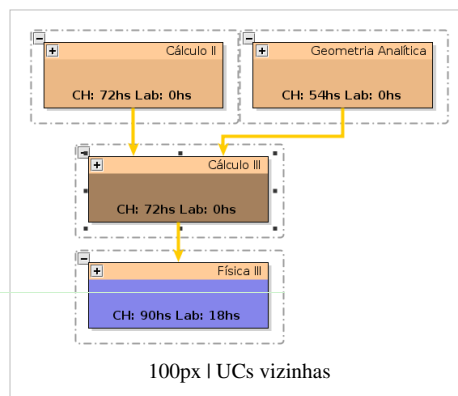 Cálculo II
CH: 72hs Lab: 0hs
Geometria Analítica
CH: 54hs Lab: 0hs
Cálculo III
CH: 72hs Lab: 0hs
Física III
CH: 90hs Lab: 18hs
100px | UCs vizinhas